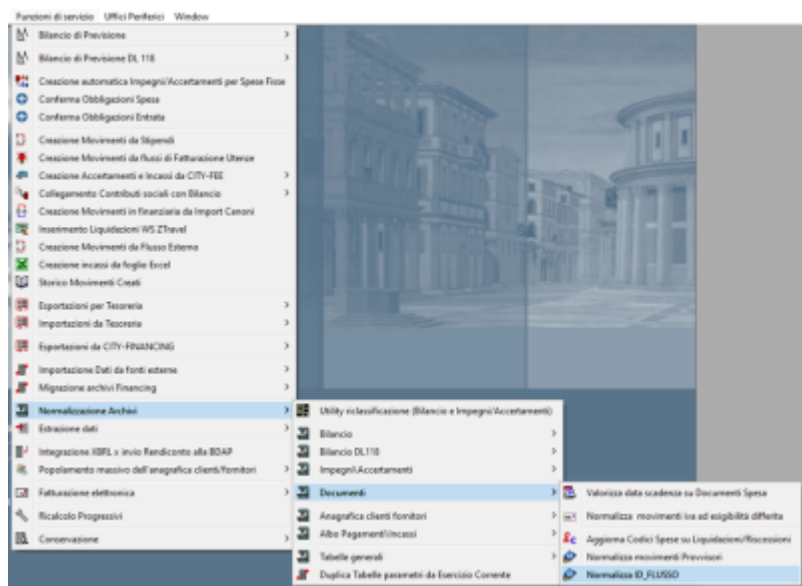 Funzioni di servizio Uffici Periferici Window
Bilancio di Previsione
Bilancio di Previsione DL 118
Creazione automatica Impegni/Accertamenti per Spese Fisse
Conferma Obbligazioni Spesa
Conferma Obbligazioni Entrata
Creazione Movimenti da Stipendi
Creazione Movimenti da flussi di Fatturazione Utenze
Creazione Accertamenti e Incassi da CITY-FEE
Collegamento Contributi sociali con Bilancio
Creazione Movimenti in finanziaria da Import Canoni
Inserimento Liquidazioni WS ZTravel
Creazione Movimenti da Flusso Esterno
Creazione incassi da foglio Excel
Storico Movimenti Creati
Esportazioni per Tesoreria
Importazioni da Tesoreria
Esportazioni da CITY-FINANCING
Importazione Dati da fonti esterne
Migrazione archivi Financing
Normalizzazione Archivi
Estrazione dati
Integrazione XBRL x invio Rendiconto alla BDAP
Popolamento massivo dell'anagrafica clienti/fornitori
Fatturazione elettronica
Ricalcolo Progressivi
Conservazione
Utility riclassificazione (Bilancio e Impegni/Accertamenti)
Bilancio
Bilancio DL118
Impegni\Accertamenti
Documenti
Anagrafica clienti fornitori
Albo Pagamenti\Incassi
Tabelle generali
Duplica Tabelle parametri da Esercizio Corrente
Valorizza data scadenza su Documenti Spesa
Normalizza movimenti iva ad esigibilità differita
Aggiorna Codici Spese su Liquidazioni/Riscossioni
Normalizza movimenti Provvisori
Normalizza ID_FLUSSO